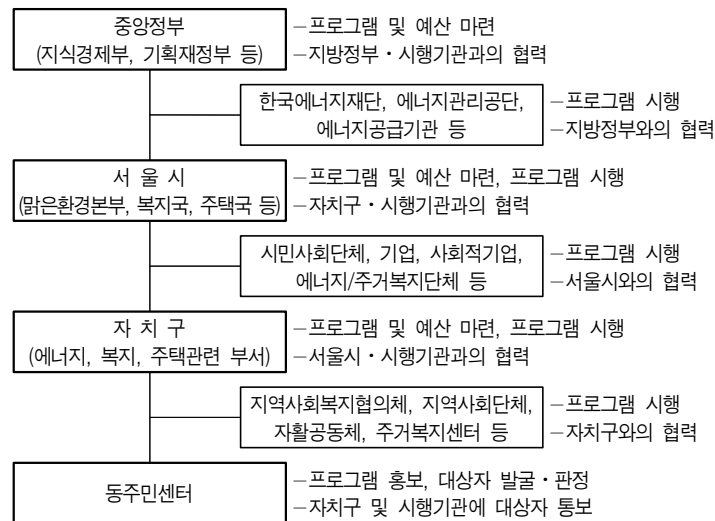 중앙정부
(지식경제부, 기획재정부 등)
－프로그램 및 예산 마련
－지방정부・시행기관과의 협력
한국에너지재단, 에너지관리공단,
에너지공급기관 등
－프로그램 시행
－지방정부와의 협력
서 울 시
(맑은환경본부, 복지국, 주택국 등)
－프로그램 및 예산 마련, 프로그램 시행
－자치구・시행기관과의 협력
시민사회단체, 기업, 사회적기업,
에너지/주거복지단체 등
－프로그램 시행
－서울시와의 협력
자 치 구
(에너지, 복지, 주택관련 부서)
－프로그램 및 예산 마련, 프로그램 시행
－서울시・시행기관과의 협력
지역사회복지협의체, 지역사회단체,
자활공동체, 주거복지센터 등
－프로그램 시행
－자치구와의 협력
동주민센터
－프로그램 홍보, 대상자 발굴・판정
－자치구 및 시행기관에 대상자 통보